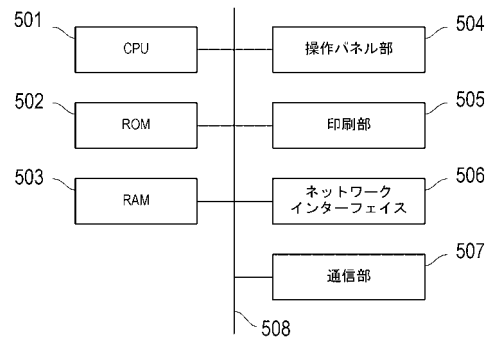 501
CPU
504
操作パネル部
502
ROM
505
印刷部
503
RAM
506
ネットワーク
インターフェイス
507
通信部
508